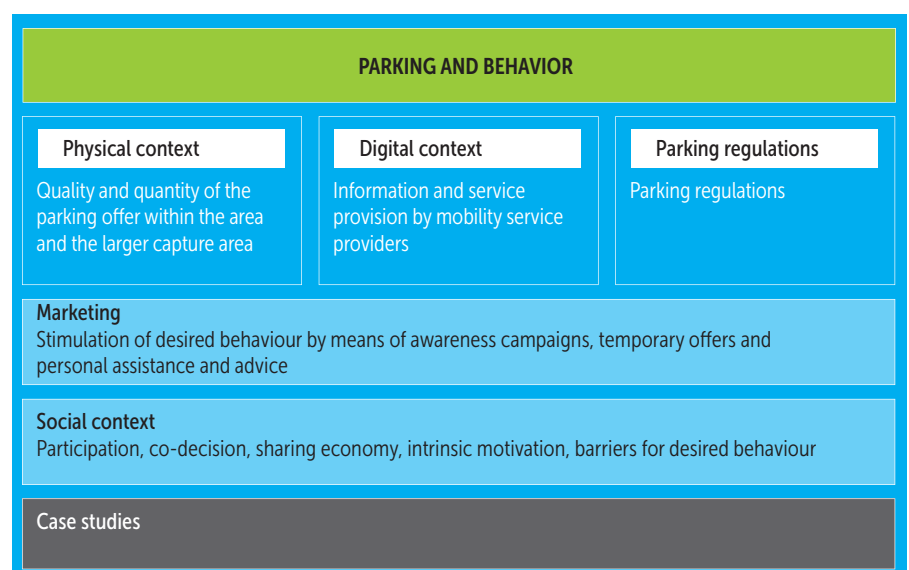 PARKING AND BEHAVIOR
Physical context
Quality and quantity of the
parking offer within the area
and the larger capture area
Digital context
Information and service
provision by mobility service
providers
Parking regulations
Parking regulations
Marketing
Stimulation of desired behaviour by means of awareness campaigns, temporary offers and
personal assistance and advice
Social context
Participation, co-decision, sharing economy, intrinsic motivation, barriers for desired behaviour
Case studies